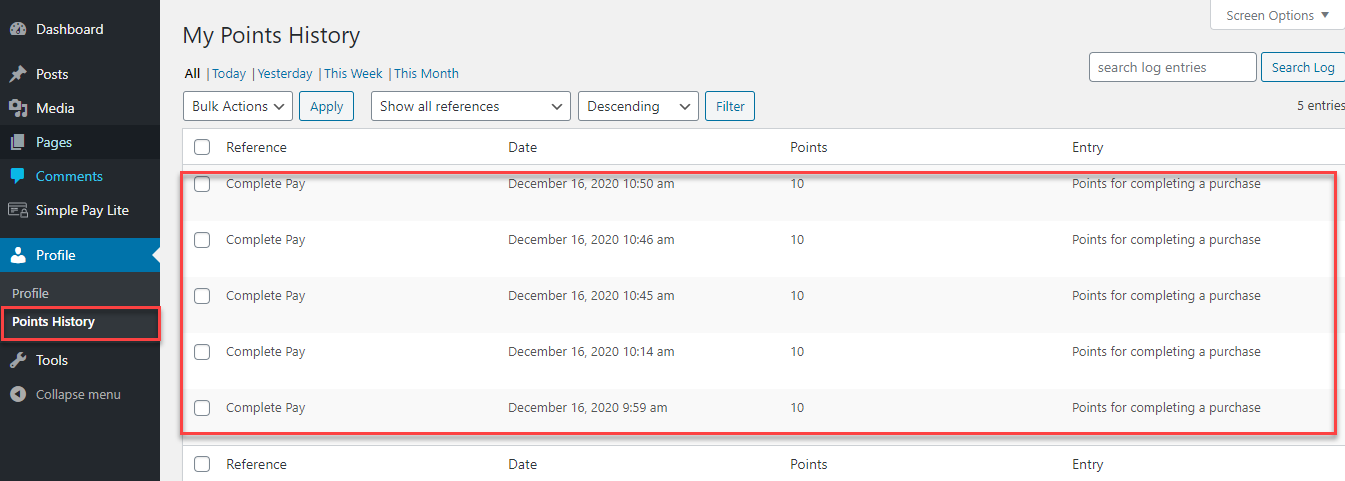 Dashboard
Posts
Media
Pages
Comments
Simple Pay Lite
Profile
Profile
Points History
Tools
Collapse menu
Screen Options
My Points History
All | Today | Yesterday | This Week | This Month
search log entries Search Log
Bulk Actions Apply Show all references Descending Filter 5 entries
Reference Date Points Entry
Complete Pay December 16, 2020 10:50 am 10 Points for completing a purchase
Complete Pay December 16, 2020 10:46 am 10 Points for completing a purchase
Complete Pay December 16, 2020 10:45 am 10 Points for completing a purchase
Complete Pay December 16, 2020 10:14 am 10 Points for completing a purchase
Complete Pay December 16, 2020 9:59 am 10 Points for completing a purchase
Reference Date Points Entry